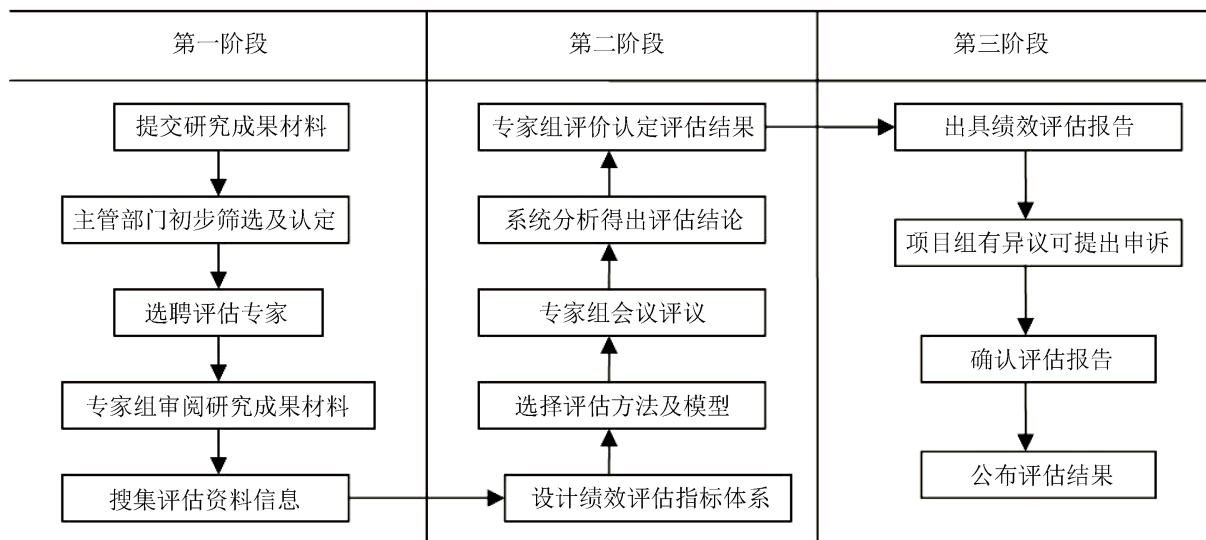 第一阶段
第二阶段
第三阶段
提交研究成果材料
主管部门初步筛选及认定
选聘评估专家
专家组审阅研究成果材料
搜集评估资料信息
设计绩效评估指标体系
选择评估方法及模型
专家组会议评议
系统分析得出评估结论
专家组评价认定评估结果
出具绩效评估报告
项目组有异议可提出申诉
确认评估报告
公布评估结果